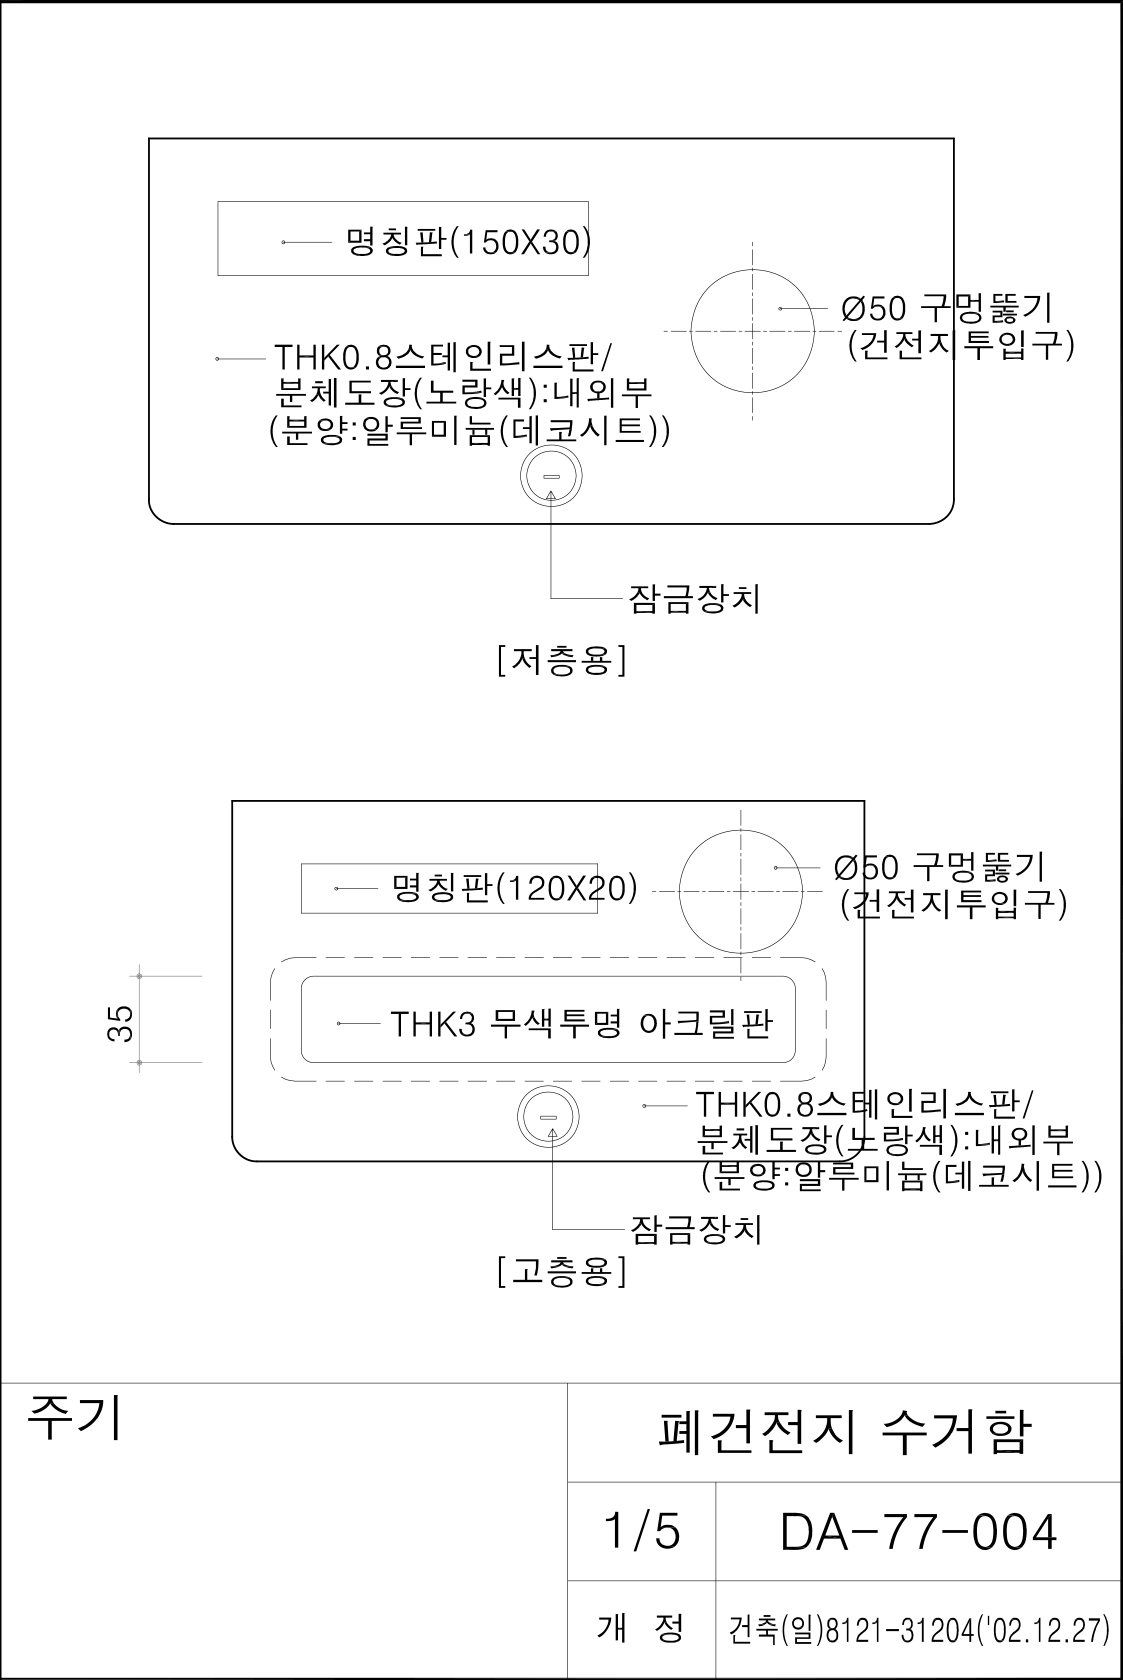 명칭판(150X30)
Ø50 구멍뚫기
(건전지투입구)
THK0.8스테인리스판/
분체도장(노랑색):내외부
(분양:알루미늄(데코시트))
잠금장치
[저층용]
Ø50 구멍뚫기
(건전지투입구)
명칭판(120X20)
35
THK3 무색투명 아크릴판
THK0.8스테인리스판/
분체도장(노랑색):내외부
(분양:알루미늄(데코시트))
잠금장치
[고층용]
주기
폐건전지 수거함
1/5 DA-77-004
개 정 건축(일)8121-31204('02.12.27)